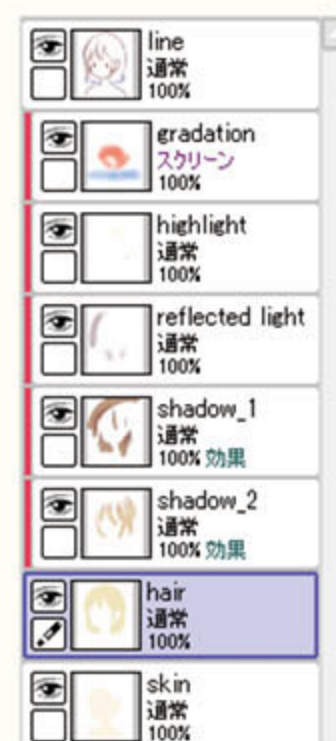 line
通常
100%
gradation
スクリーン
100%
highlight
通常
100%
reflected light
通常
100%
shadow_1
通常
100% 効果
shadow_2
通常
100% 効果
hair
通常
100%
skin
通常
100%